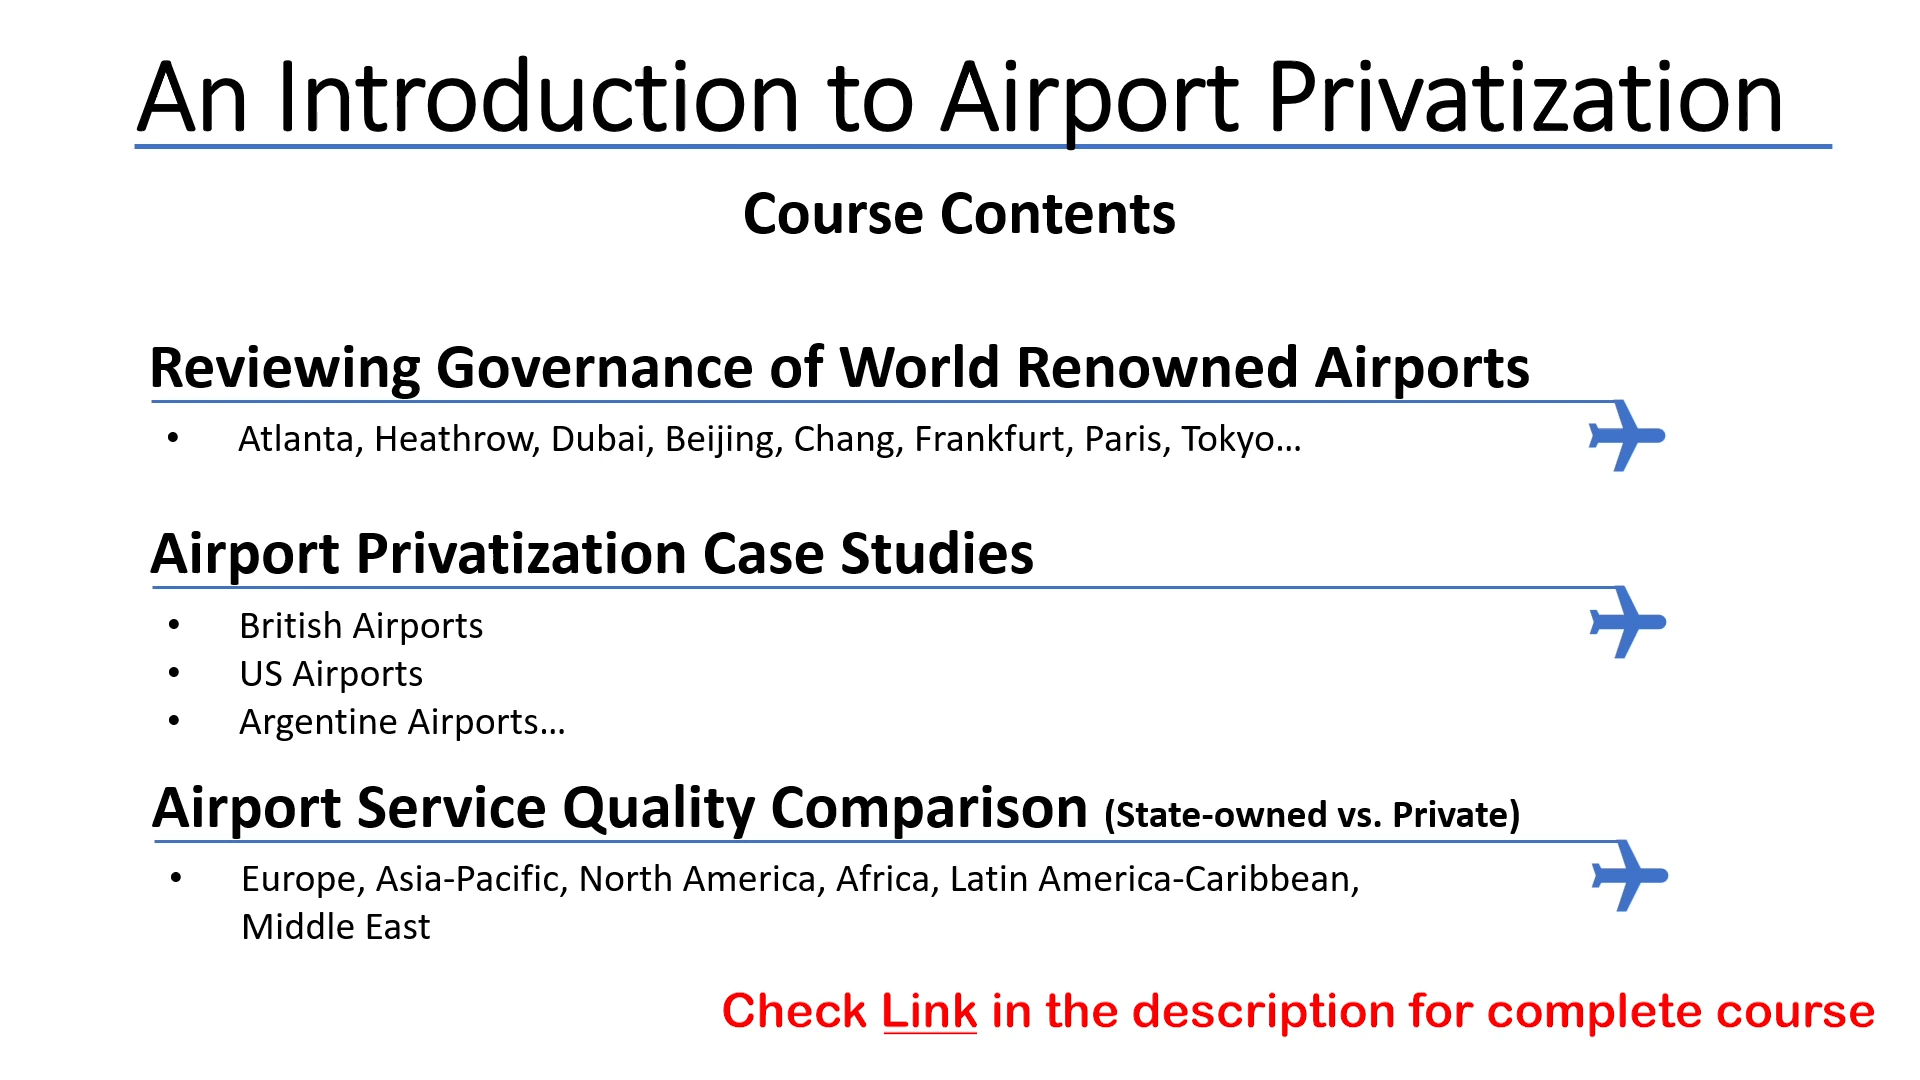 An Introduction to Airport Privatization
Course Contents
Reviewing Governance of World Renowned Airports
• Atlanta, Heathrow, Dubai, Beijing, Chang, Frankfurt, Paris, Tokyo...
Airport Privatization Case Studies
• British Airports
• US Airports
• Argentine Airports...
Airport Service Quality Comparison (State-owned vs. Private)
• Europe, Asia-Pacific, North America, Africa, Latin America-Caribbean,
Middle East
Check Link in the description for complete course